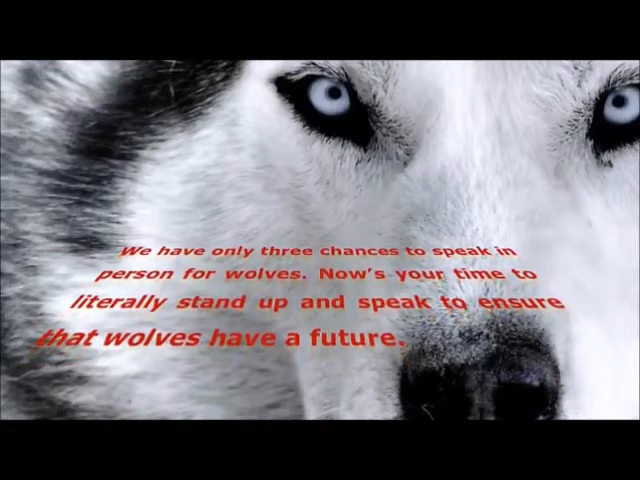 We have only three chances to speak in
person for wolves. Now's your time to
literally stand up and speak to ensure
that wolves have a future.